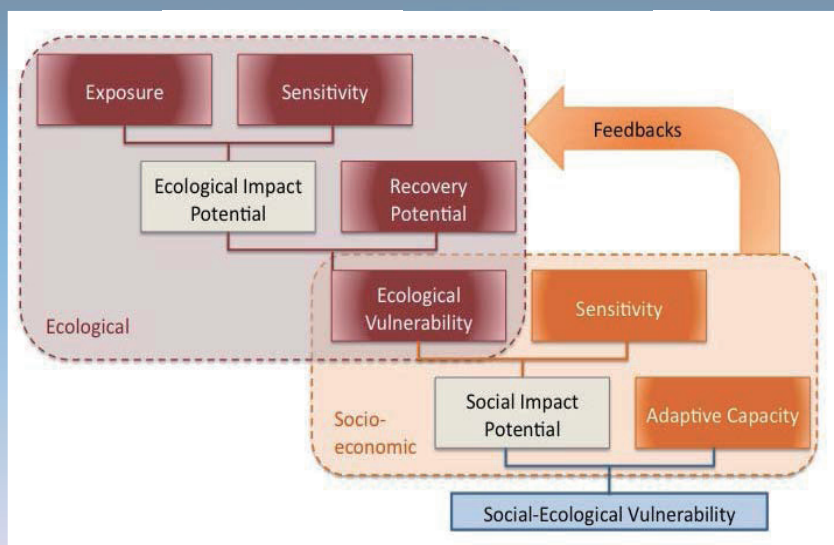 Exposure
Sensitivity
Feedbacks
Ecological Impact
Potential
Recovery
Potential
Ecological
Vulnerability
Sensitivity
Ecological
Social Impact
Potential
Adaptive Capacity
Socio-
economic
Social-Ecological Vulnerability